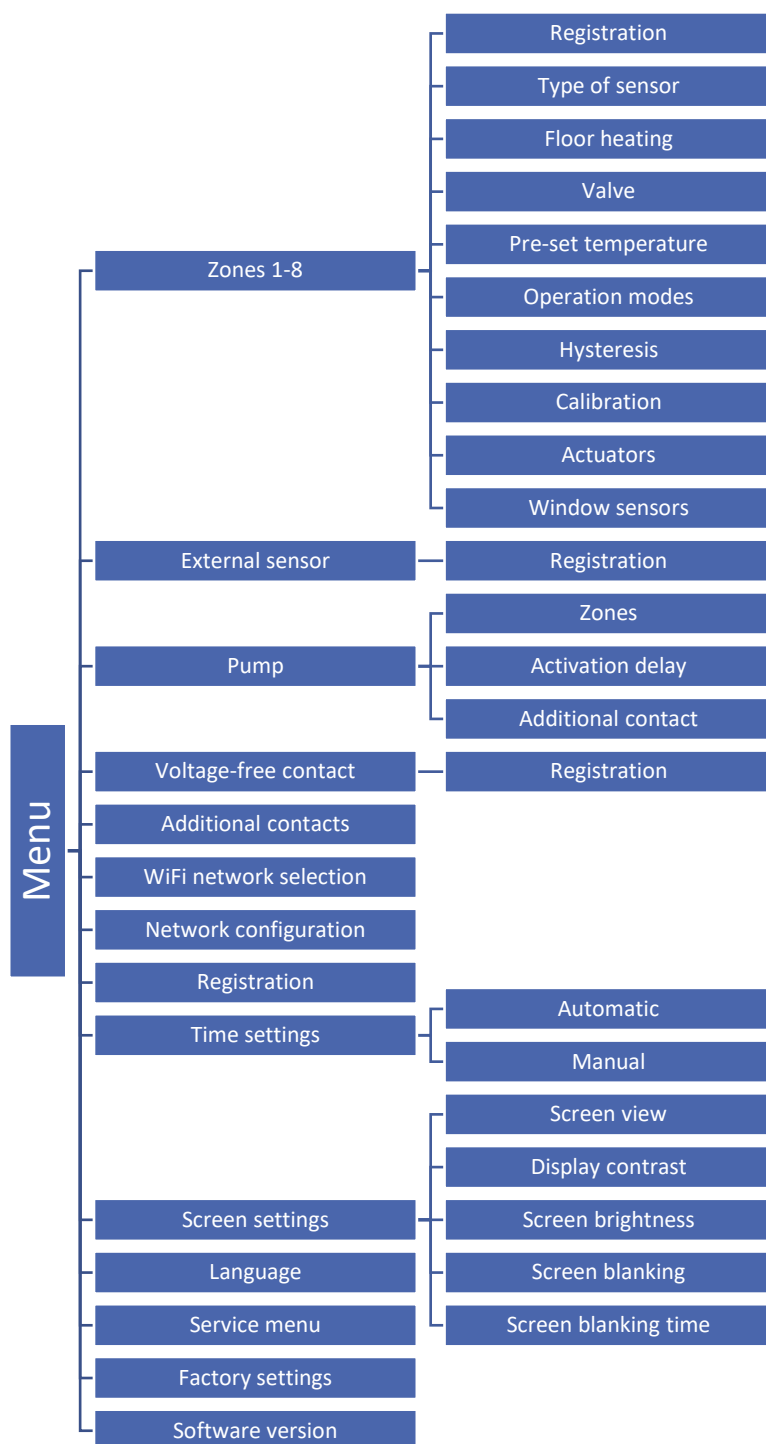 Menu
Zones 1-8
Registration
Type of sensor
Floor heating
Valve
Pre-set temperature
Operation modes
Hysteresis
Calibration
Actuators
Window sensors
External sensor
Registration
Pump
Zones
Activation delay
Additional contact
Voltage-free contact
Registration
Additional contacts
WiFi network selection
Network configuration
Registration
Time settings
Automatic
Manual
Screen settings
Screen view
Display contrast
Screen brightness
Screen blanking
Screen blanking time
Language
Service menu
Factory settings
Software version